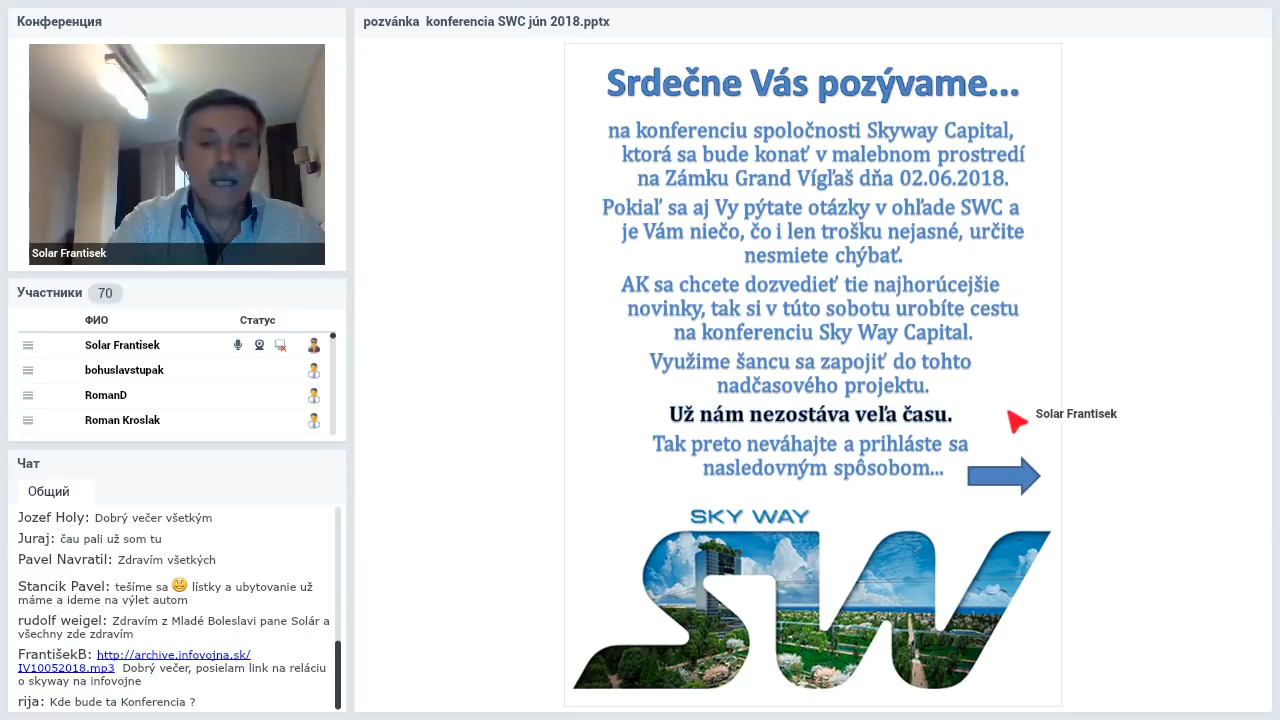 Конференция
Solar Frantisek
Участники 70
ФИО Статус
Solar Frantisek
bohuslavstupak
RomanD
Roman Kroslak
Чат
Общий
Jozef Holy: Dobrý večer všetkým
Juraj: čau pali už som tu
Pavel Navratil: Zdravím všetkých
Stancik Pavel: tešíme sa lístky a ubytovanie už
máme a ideme na výlet autom
rudolf weigel: Zdravím z Mladé Boleslavi pane Solár a
všechny zde zdravím
FrantišekB: http://archive.infovojna.sk/
IV10052018.mp3 Dobrý večer, posielam link na reláciu
o skyway na infovojne
rija: Kde bude ta Konferencia ?
pozvánka konferencia SWC jún 2018.pptx
Srdečne Vás pozývame...
na konferenciu spoločnosti Skyway Capital,
ktorá sa bude konať v malebnom prostredí
na Zámku Grand Vígľaš dňa 02.06.2018.
Pokiaľ sa aj Vy pýtate otázky v ohľade SWC a
je Vám niečo, čo i len trošku nejasné, určite
nesmiete chýbať.
AK sa chcete dozvedieť tie najhorúcejšie
novinky, tak si v túto sobotu urobíte cestu
na konferenciu Sky Way Capital.
Využime šancu sa zapojiť do tohto
nadčasového projektu.
Už nám nezostáva veľa času.
Solar Frantisek
Tak preto neváhajte a prihláste sa
nasledovným spôsobom...
SKY WAY
SW